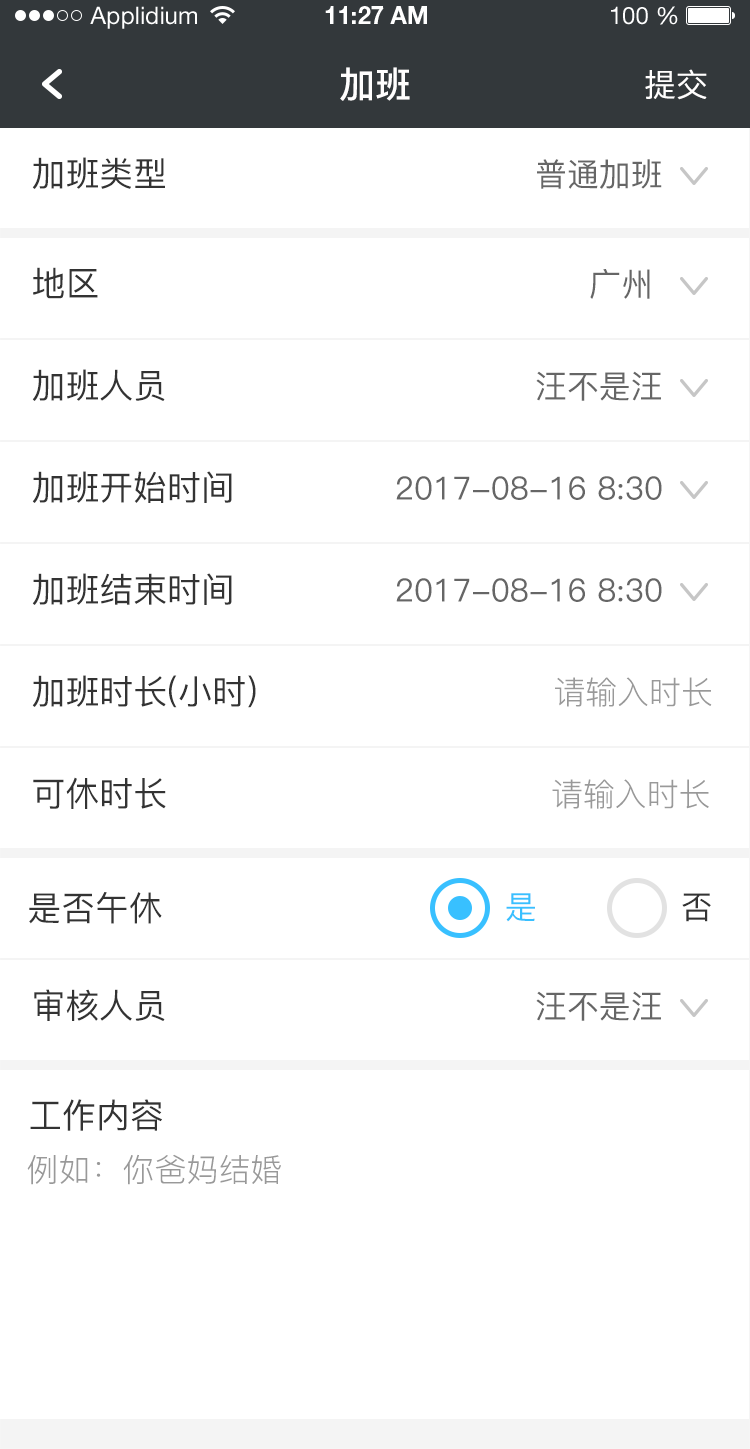 Applidium 11:27 AM 100 %
加班 提交
加班类型 普通加班
地区 广州
加班人员 汪不是汪
加班开始时间 2017-08-16 8:30
加班结束时间 2017-08-16 8:30
加班时长(小时) 请输入时长
可休时长 请输入时长
是否午休 是 否
审核人员 汪不是汪
工作内容
例如：你爸妈结婚